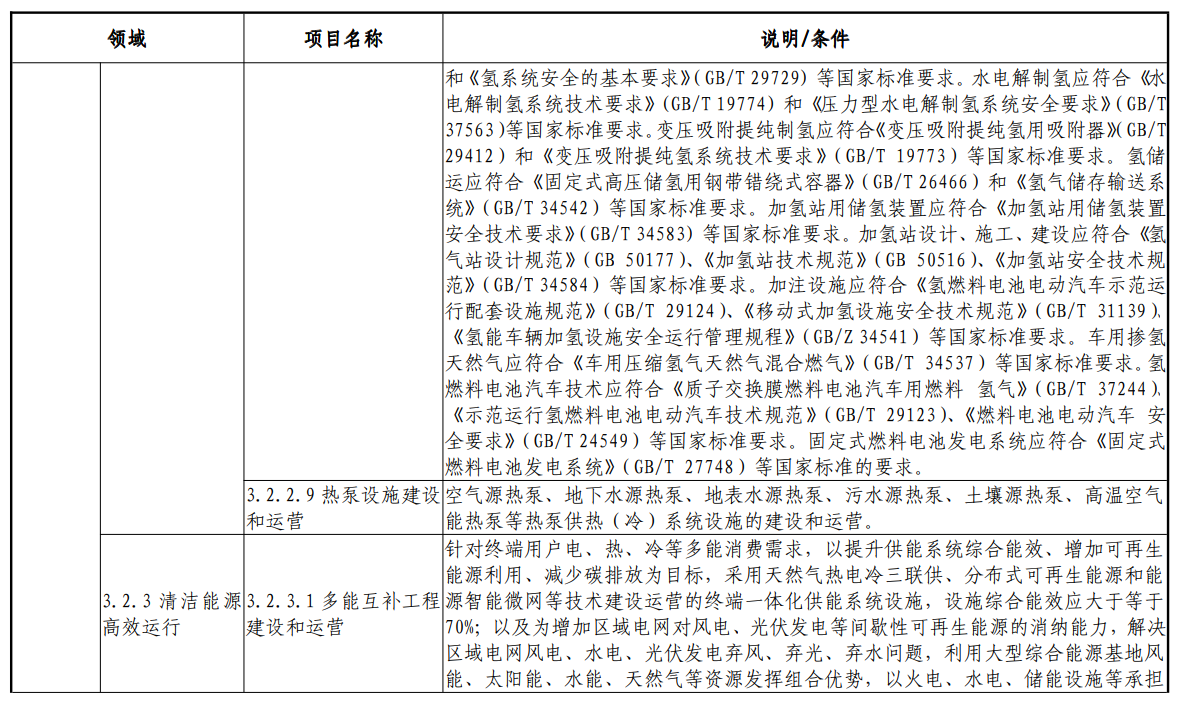 领域 项目名称 说明/条件
和《氢系统安全的基本要求》(GB/T 29729) 等国家标准要求。水电解制氢应符合《水
电解制氢系统技术要求》(GB/T 19774) 和《压力型水电解制氢系统安全要求》(GB/T
37563)等国家标准要求。变压吸附提纯制氢应符合《变压吸附提纯氢用吸附器》(GB/T
29412) 和《变压吸附提纯氢系统技术要求》(GB/T 19773) 等国家标准要求。氢储
运应符合《固定式高压储氢用钢带错绕式容器》(GB/T 26466) 和《氢气储存输送系
统》(GB/T 34542) 等国家标准要求。加氢站用储氢装置应符合《加氢站用储氢装置
安全技术要求》(GB/T 34583) 等国家标准要求。加氢站设计、施工、建设应符合《氢
气站设计规范》(GB 50177)、《加氢站技术规范》(GB 50516)、《加氢站安全技术规
范》(GB/T 34584) 等国家标准要求。加注设施应符合《氢燃料电池电动汽车示范运
行配套设施规范》(GB/T 29124)、《移动式加氢设施安全技术规范》(GB/T 31139)、
《氢能车辆加氢设施安全运行管理规程》(GB/Z 34541) 等国家标准要求。车用掺氢
天然气应符合《车用压缩氢气天然气混合燃气》(GB/T 34537) 等国家标准要求。氢
燃料电池汽车技术应符合《质子交换膜燃料电池汽车用燃料 氢气》(GB/T 37244)、
《示范运行氢燃料电池电动汽车技术规范》(GB/T 29123)、《燃料电池电动汽车 安
全要求》(GB/T 24549) 等国家标准要求。固定式燃料电池发电系统应符合《固定式
燃料电池发电系统》(GB/T 27748) 等国家标准的要求。
3.2.2.9 热泵设施建设
和运营
空气源热泵、地下水源热泵、地表水源热泵、污水源热泵、土壤源热泵、高温空气
能热泵等热泵供热（冷）系统设施的建设和运营。
3.2.3 清洁能源
高效运行
3.2.3.1 多能互补工程
建设和运营
针对终端用户电、热、冷等多能消费需求，以提升供能系统综合能效、增加可再生
能源利用、减少碳排放为目标，采用天然气热电冷三联供、分布式可再生能源和能
源智能微网等技术建设运营的终端一体化供能系统设施，设施综合能效应大于等于
70%；以及为增加区域电网对风电、光伏发电等间歇性可再生能源的消纳能力，解决
区域电网风电、水电、光伏发电弃风、弃光、弃水问题，利用大型综合能源基地风
能、太阳能、水能、天然气等资源发挥组合优势，以火电、水电、储能设施等承担